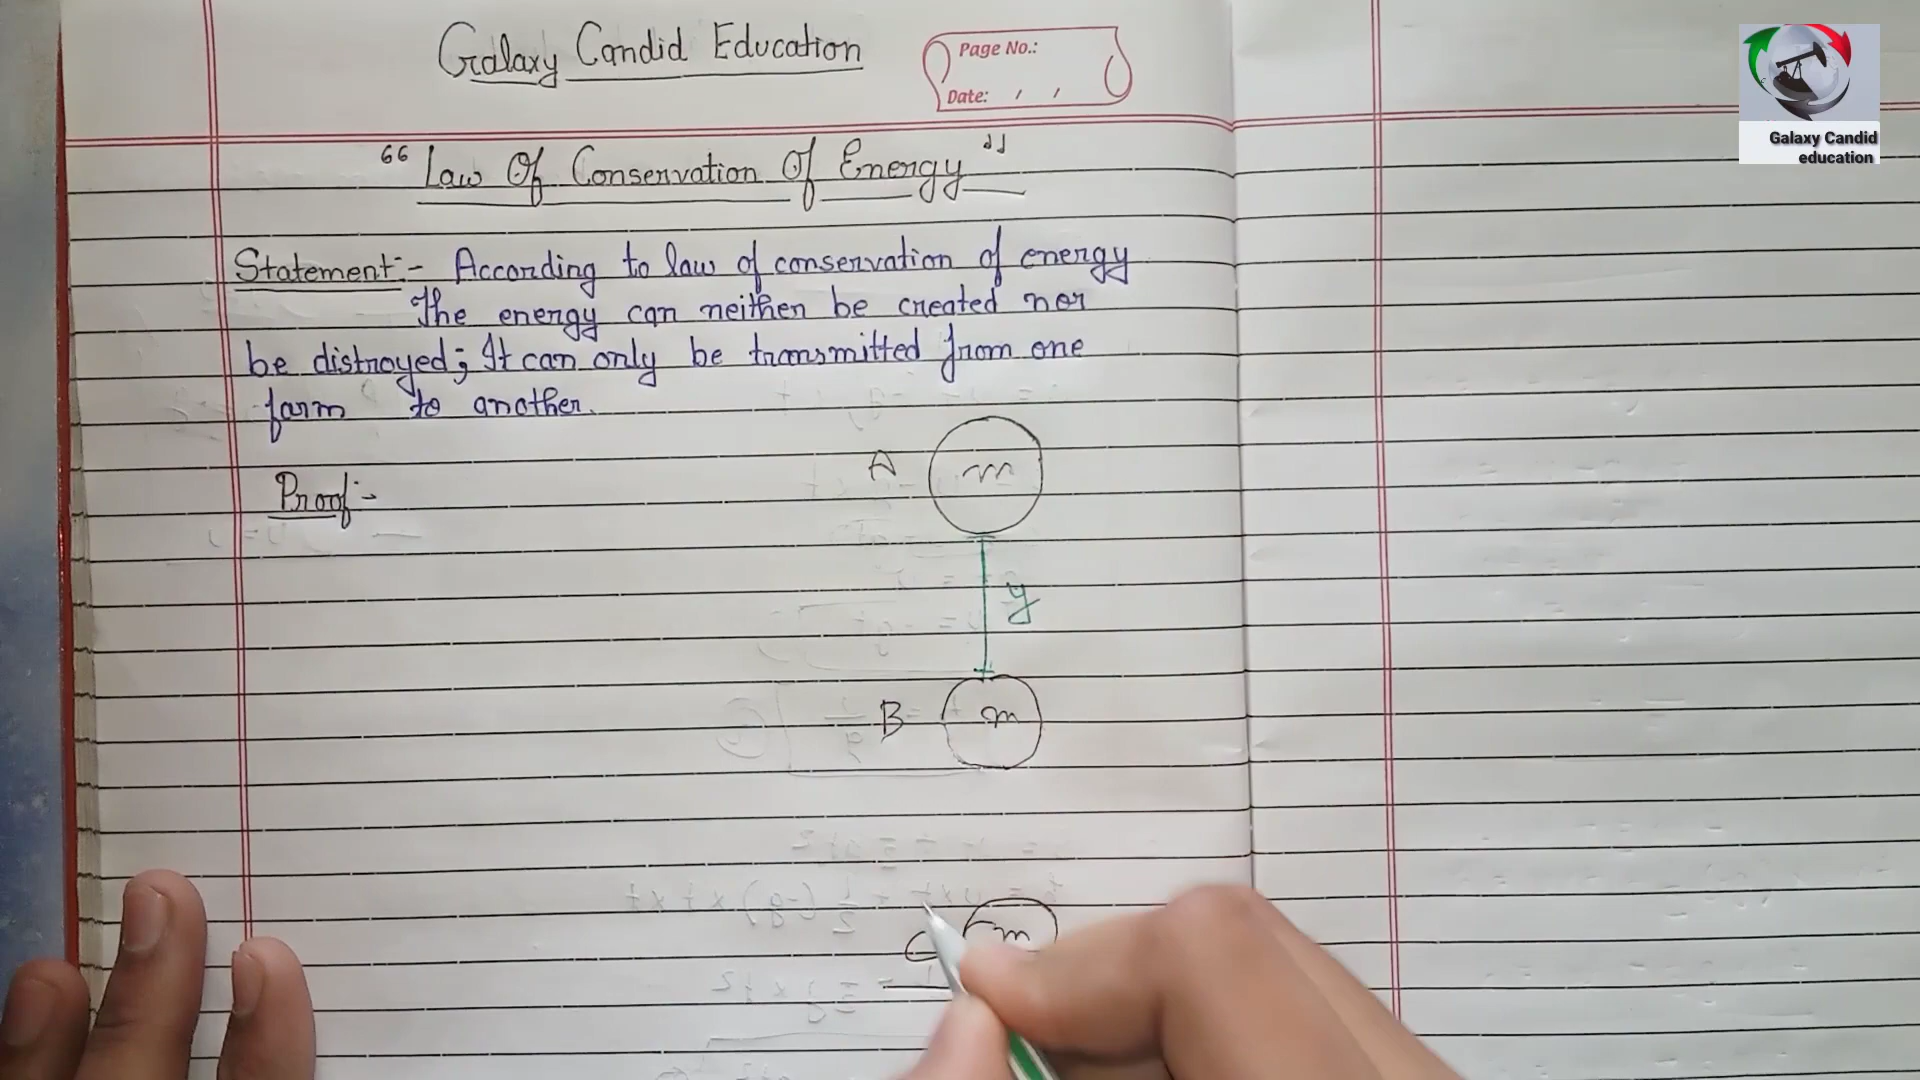 Galaxy Candid Education
Page No.:
Date: / /
Galaxy Candid
education
"Law Of Conservation Of Energy"
Statement:- According to law of conservation of energy
The energy can neither be created nor
be distroyed; It can only be transmitted from one
farm to another.
A m
Proof:-
y
B m
C m